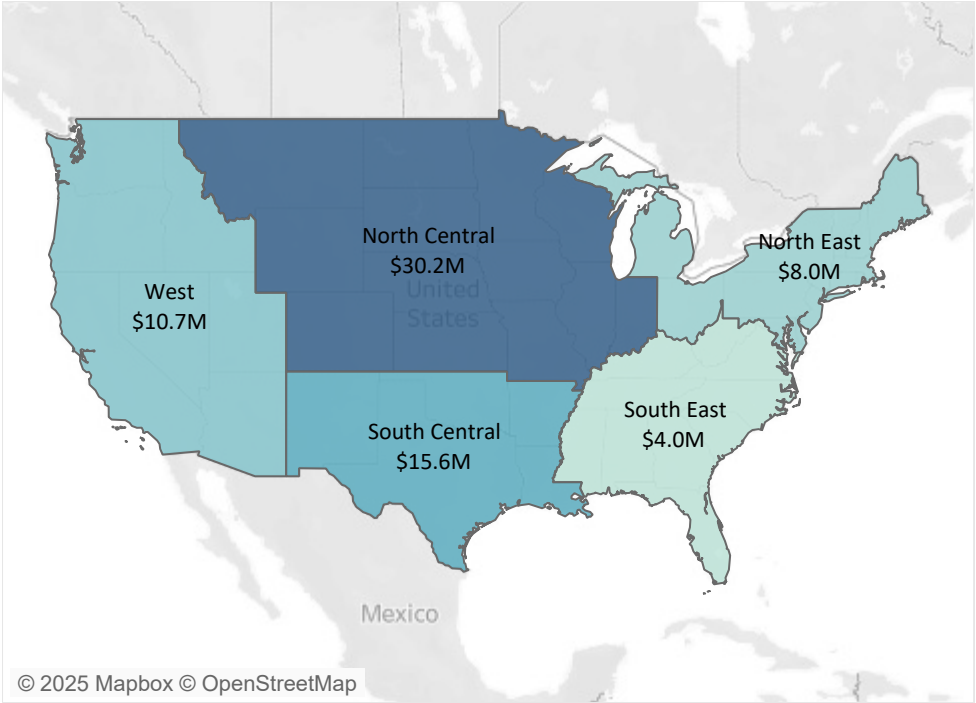 North Central
$30.2M
North East
$8.0M
United
States
West
$10.7M
South Central
$15.6M
South East
$4.0M
Mexico
© 2025 Mapbox © OpenStreetMap